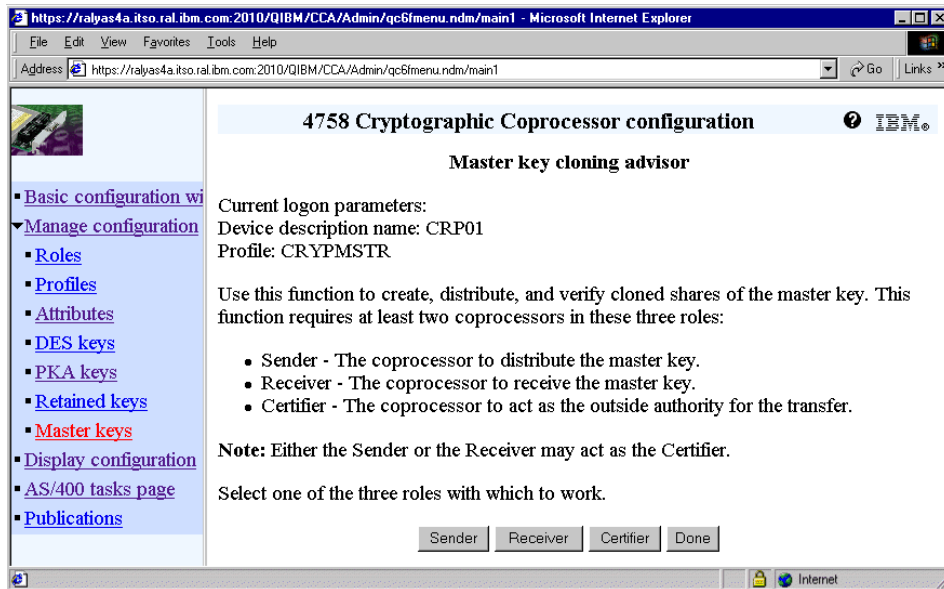 https://ralyas4a.itso.ral.ibm.com:2010/QIBM/CCA/Admin/qc6fmenu.ndm/main1 - Microsoft Internet Explorer
File Edit View Favorites Tools Help
Address https://ralyas4a.itso.ral.ibm.com:2010/QIBM/CCA/Admin/qc6fmenu.ndm/main1 Go Links »
Basic configuration wi
Manage configuration
Roles
Profiles
Attributes
DES keys
PKA keys
Retained keys
Master keys
Display configuration
AS/400 tasks page
Publications
4758 Cryptographic Coprocessor configuration ? IBM®
Master key cloning advisor
Current logon parameters:
Device description name: CRP01
Profile: CRYPMSTR
Use this function to create, distribute, and verify cloned shares of the master key. This
function requires at least two coprocessors in these three roles:
• Sender - The coprocessor to distribute the master key.
• Receiver - The coprocessor to receive the master key.
• Certifier - The coprocessor to act as the outside authority for the transfer.
Note: Either the Sender or the Receiver may act as the Certifier.
Select one of the three roles with which to work.
Sender Receiver Certifier Done
Internet